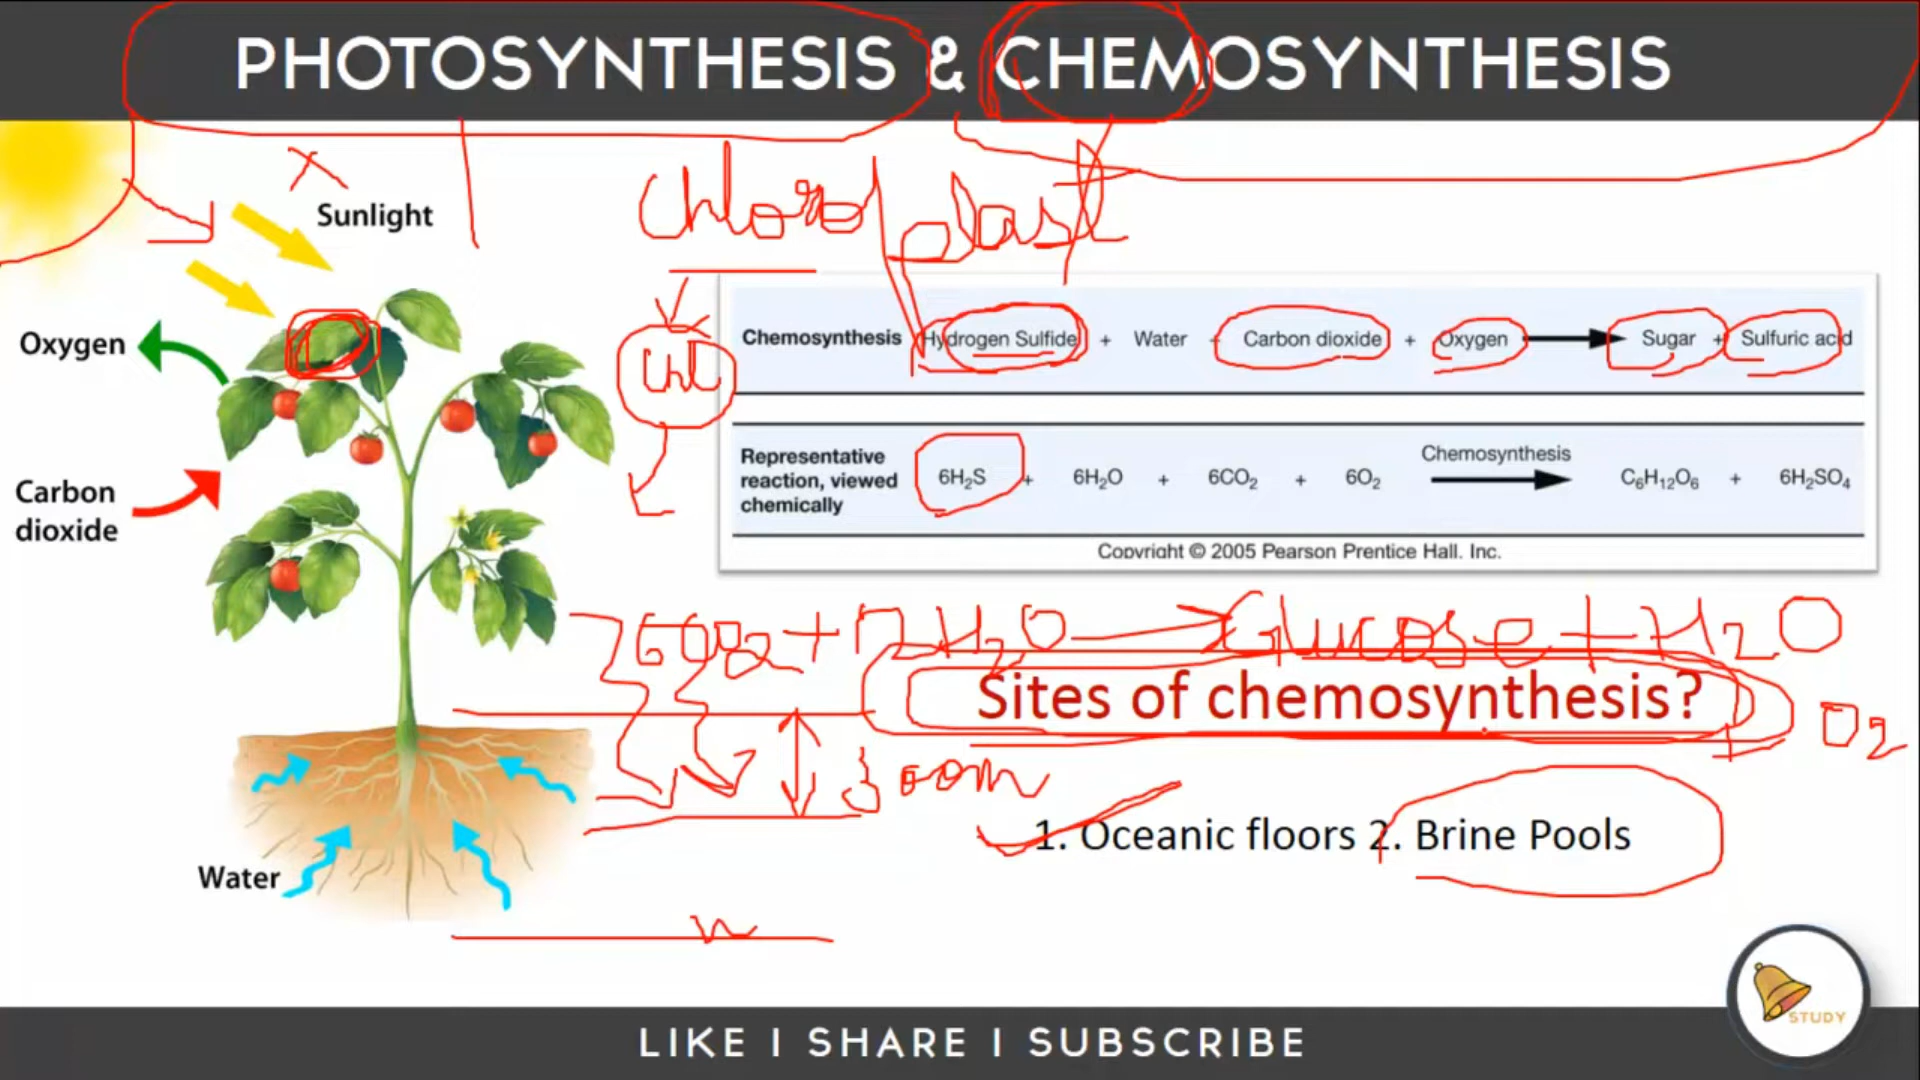 PHOTOSYNTHESIS & CHEMOSYNTHESIS
Sunlight
Chloroplast
Oxygen
Chl
Chemosynthesis Hydrogen Sulfide + Water + Carbon dioxide + Oxygen Sugar + Sulfuric acid
Carbon
dioxide
Representative
reaction, viewed
chemically
6H₂S + 6H₂O + 6CO₂ + 6O₂ Chemosynthesis C₆H₁₂O₆ + 6H₂SO₄
Copyright © 2005 Pearson Prentice Hall. Inc.
6CO₂ + 12H₂O → Glucose + H₂O
Sites of chemosynthesis?
O₂
300m
1. Oceanic floors 2. Brine Pools
Water
STUDY
LIKE I SHARE I SUBSCRIBE